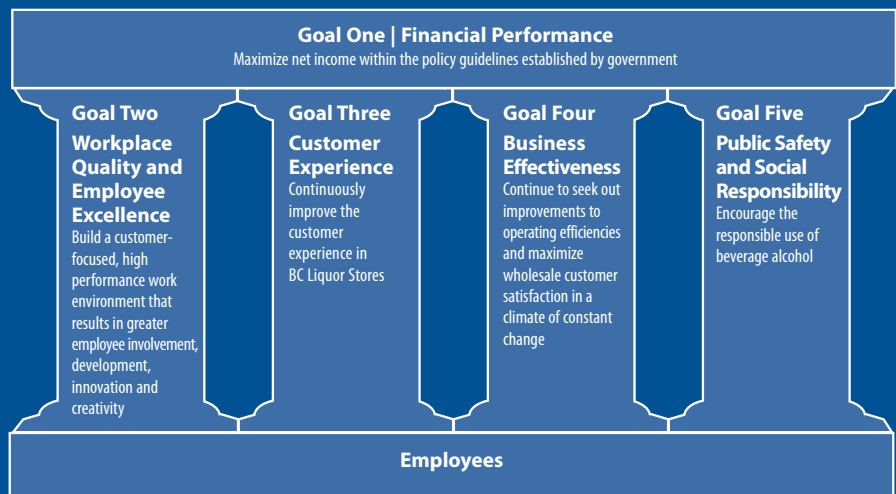 Goal One | Financial Performance
Maximize net income within the policy guidelines established by government
Goal Two
Workplace
Quality and
Employee
Excellence
Build a customer-
focused, high
performance work
environment that
results in greater
employee involvement,
development,
innovation and
creativity
Goal Three
Customer
Experience
Continuously
improve the
customer
experience in
BC Liquor Stores
Goal Four
Business
Effectiveness
Continue to seek out
improvements to
operating efficiencies
and maximize
wholesale customer
satisfaction in a
climate of constant
change
Goal Five
Public Safety
and Social
Responsibility
Encourage the
responsible use of
beverage alcohol
Employees